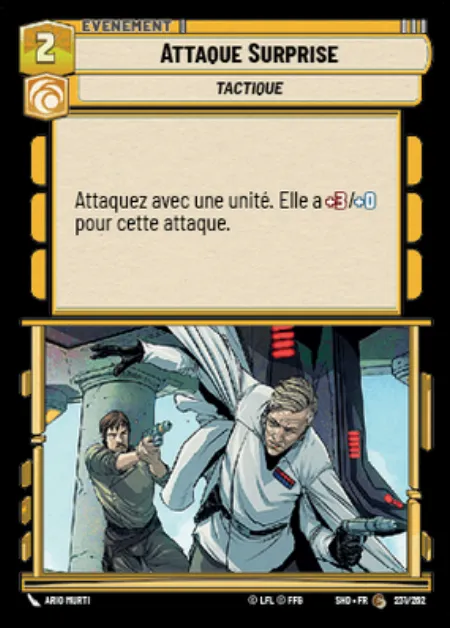 EVENEMENT
2
ATTAQUE SURPRISE
TACTIQUE
Attaquez avec une unité. Elle a +3/+0
pour cette attaque.
ARIO MURTI
© LFL © FFG
SHD • FR
231/262